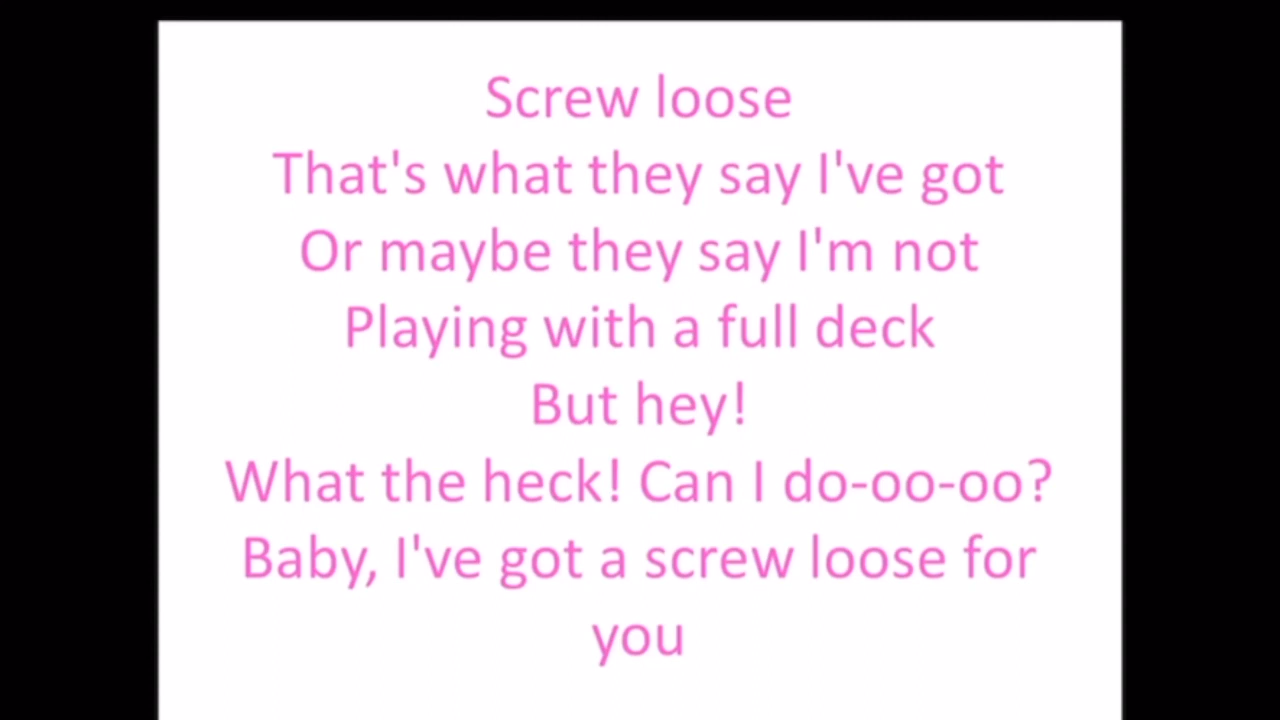 Screw loose
That's what they say I've got
Or maybe they say I'm not
Playing with a full deck
But hey!
What the heck! Can I do-oo-oo?
Baby, I've got a screw loose for
you